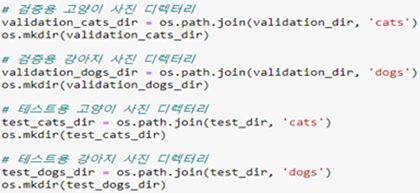 # 검증용 고양이 사진 디렉터리
validation_cats_dir = os.path.join(validation_dir, 'cats')
os.mkdir(validation_cats_dir)
# 검증용 강아지 사진 디렉터리
validation_dogs_dir = os.path.join(validation_dir, 'dogs')
os.mkdir(validation_dogs_dir)
# 테스트용 고양이 사진 디렉터리
test_cats_dir = os.path.join(test_dir, 'cats')
os.mkdir(test_cats_dir)
# 테스트용 강아지 사진 디렉터리
test_dogs_dir = os.path.join(test_dir, 'dogs')
os.mkdir(test_dogs_dir)